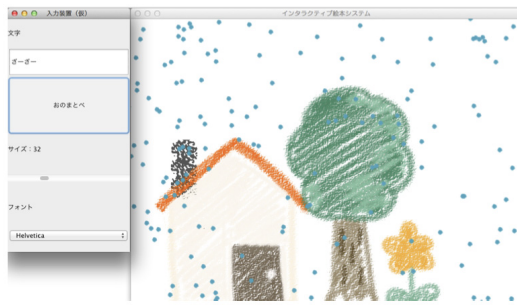 入力装置（仮）
インタラクティブ絵本システム
文字
ざーざー
おのまとぺ
サイズ：32
フォント
Helvetica